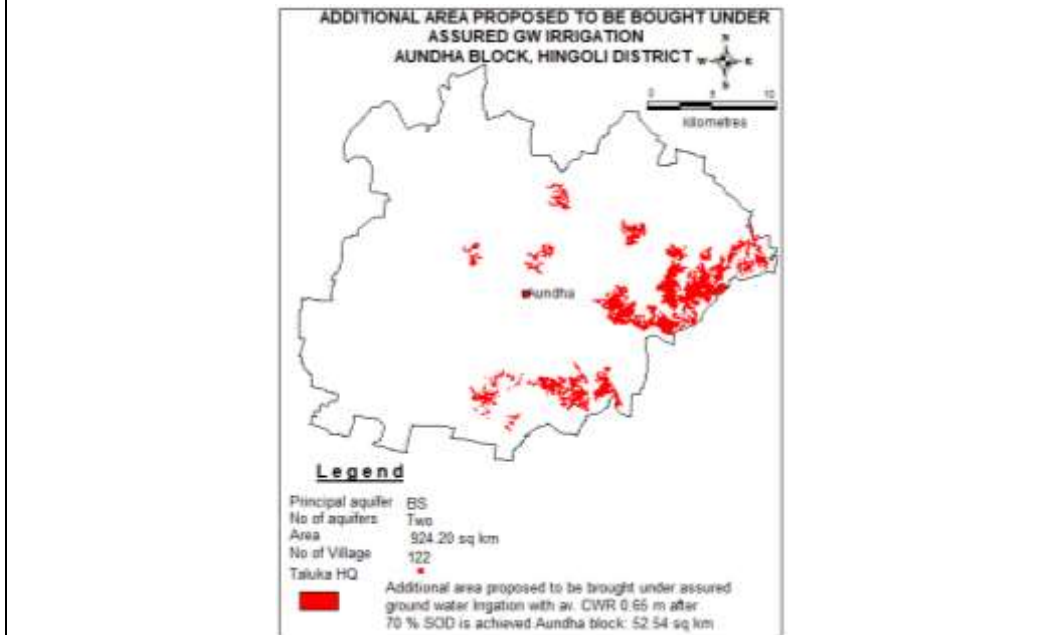 ADDITIONAL AREA PROPOSED TO BE BOUGHT UNDER
ASSURED GW IRRIGATION
AUNDHA BLOCK, HINGOLI DISTRICT
N
W E
S
0 5 10
kilometres
Aundha
Legend
Principal aquifer BS
No of aquifers Two
Area 924.20 sq km
No of Village 122
Taluka HQ
Additional area proposed to be brought under assured
ground water Irrigation with av. CWR 0.65 m after
70 % SOD is achieved Aundha block: 52.54 sq km